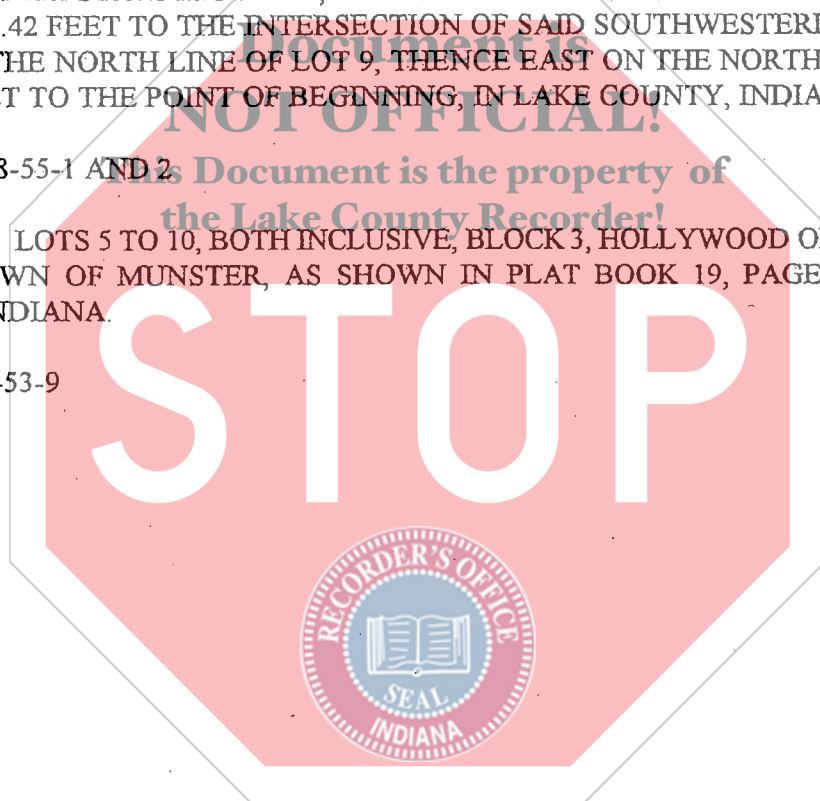 .42 FEET TO THE INTERSECTION OF SAID SOUTHWESTER
Document is
THE NORTH LINE OF LOT 9, THENCE EAST ON THE NORTH
TO THE POINT OF BEGINNING, IN LAKE COUNTY, INDIA
NOT OFFICIAL!
-55-1 AND 2
This Document is the property of
the Lake County Recorder!
LOTS 5 TO 10, BOTH INCLUSIVE, BLOCK 3, HOLLYWOOD
WN OF MUNSTER, AS SHOWN IN PLAT BOOK 19, PAGE
NDIANA.
-53-9
STOP
RECORDER'S OFFICE
SEAL
INDIANA